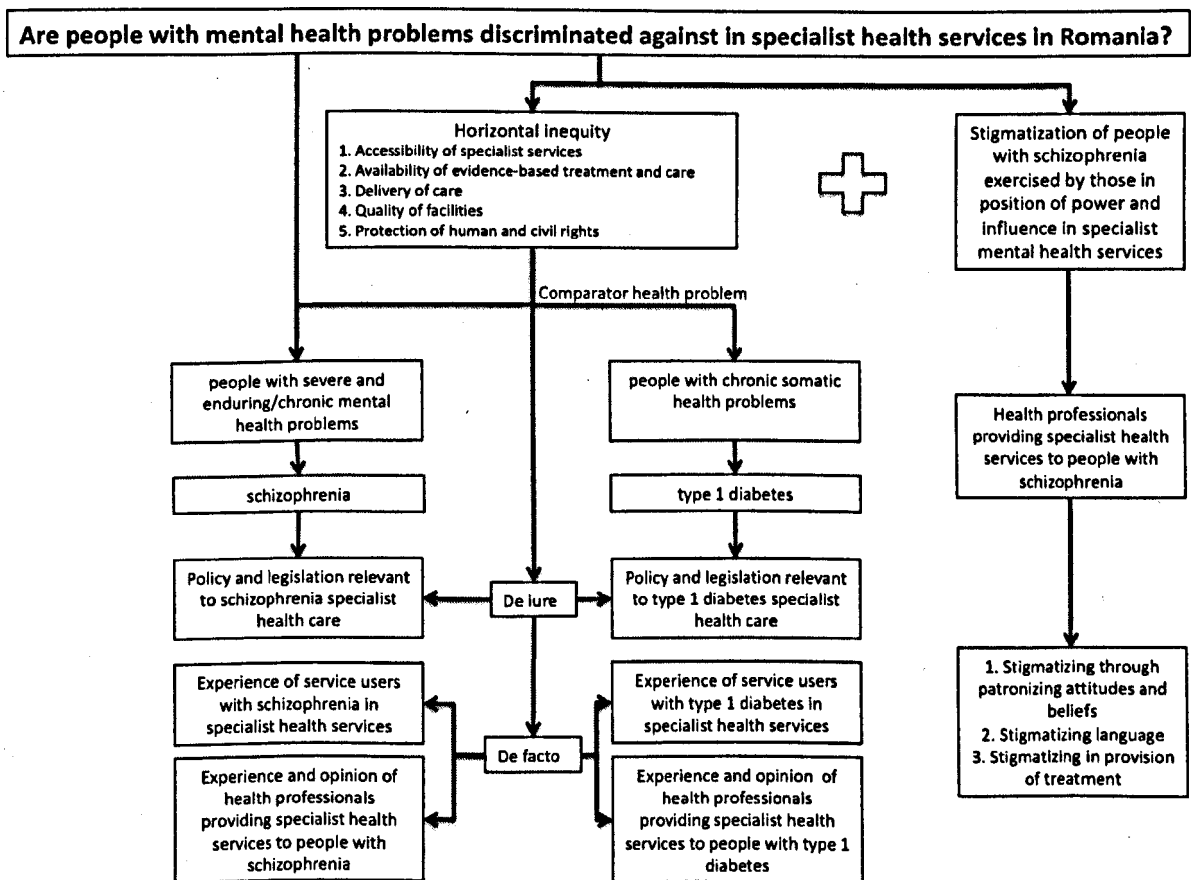 Are people with mental health problems discriminated against in specialist health services in Romania?
Horizontal inequity
1. Accessibility of specialist services
2. Availability of evidence-based treatment and care
3. Delivery of care
4. Quality of facilities
5. Protection of human and civil rights
Stigmatization of people
with schizophrenia
exercised by those in
position of power and
influence in specialist
mental health services
Comparator health problem
people with severe and
enduring/chronic mental
health problems
people with chronic somatic
health problems
Health professionals
providing specialist health
services to people with
schizophrenia
schizophrenia
type 1 diabetes
Policy and legislation relevant
to schizophrenia specialist
health care
De iure
Policy and legislation relevant
to type 1 diabetes specialist
health care
Experience of service users
with schizophrenia in
specialist health services
Experience of service users
with type 1 diabetes in
specialist health services
De facto
1. Stigmatizing through
patronizing attitudes and
beliefs
2. Stigmatizing language
3. Stigmatizing in provision
of treatment
Experience and opinion of
health professionals
providing specialist health
services to people with
schizophrenia
Experience and opinion of
health professionals
providing specialist health
services to people with type 1
diabetes